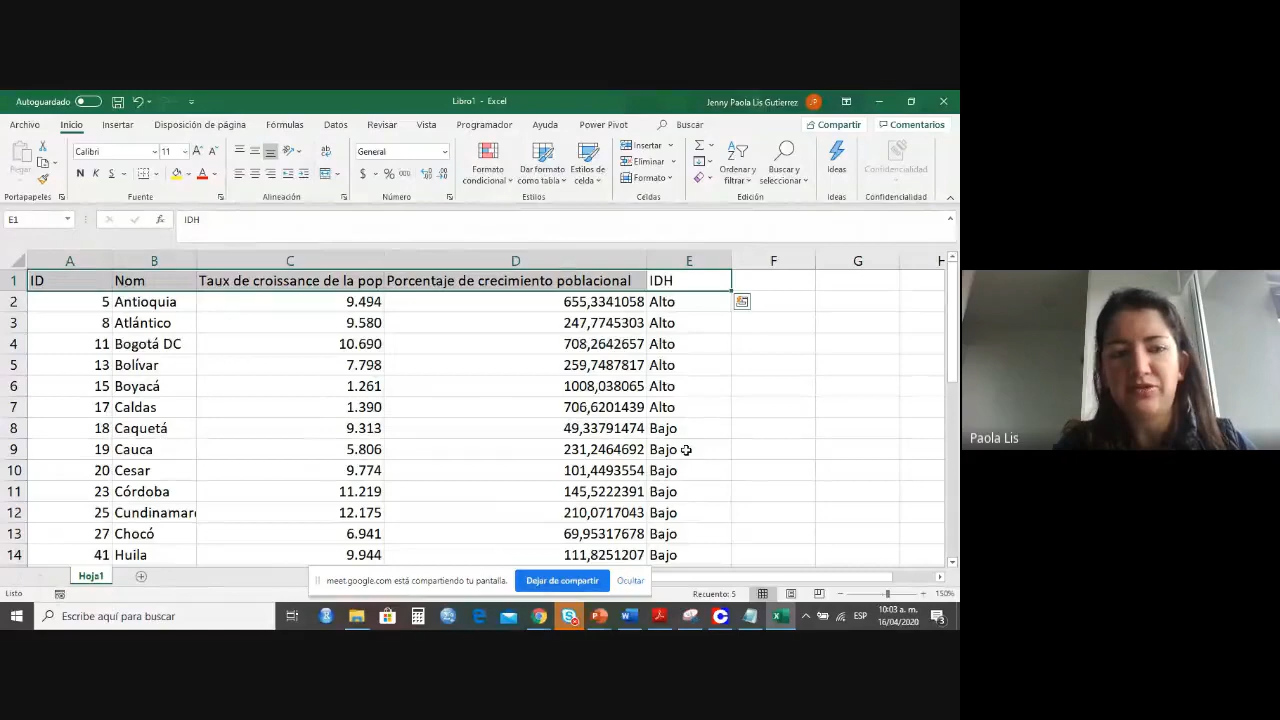 Autoguardado
Libro1 - Excel
Jenny Paola Lis Gutierrez
JP
Archivo Inicio Insertar Disposición de página Fórmulas Datos Revisar Vista Programador Ayuda Power Pivot Buscar
Compartir Comentarios
Pegar
Calibri 11
N K S
General
$ % 000
Formato condicional
Dar formato como tabla
Estilos de celda
Insertar
Eliminar
Formato
Ordenar y filtrar
Buscar y seleccionar
Ideas
Confidencialidad
Portapapeles Fuente Alineación Número Estilos Celdas Edición Ideas Confidencialidad
E1 fx IDH
A B C D E F G H
1 ID Nom Taux de croissance de la pop Porcentaje de crecimiento poblacional IDH
2 5 Antioquia 9.494 655,3341058 Alto
3 8 Atlántico 9.580 247,7745303 Alto
4 11 Bogotá DC 10.690 708,2642657 Alto
5 13 Bolívar 7.798 259,7487817 Alto
6 15 Boyacá 1.261 1008,038065 Alto
7 17 Caldas 1.390 706,6201439 Alto
8 18 Caquetá 9.313 49,33791474 Bajo
9 19 Cauca 5.806 231,2464692 Bajo
10 20 Cesar 9.774 101,4493554 Bajo
11 23 Córdoba 11.219 145,5222391 Bajo
12 25 Cundinamar 12.175 210,0717043 Bajo
13 27 Chocó 6.941 69,95317678 Bajo
14 41 Huila 9.944 111,8251207 Bajo
Hoja1
meet.google.com está compartiendo tu pantalla. Dejar de compartir Ocultar
Listo
Recuento: 5
150%
Escribe aquí para buscar
ESP
10:03 a. m.
16/04/2020
3
Paola Lis